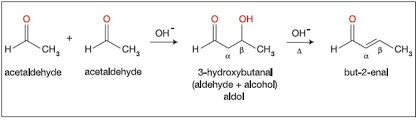 O
H
CH3
acetaldehyde
+
O
H
CH3
acetaldehyde
OH⁻
O
OH
H
α
β
CH3
3-hydroxybutanal
(aldehyde + alcohol)
aldol
OH⁻
Δ
O
H
α
β
CH3
but-2-enal